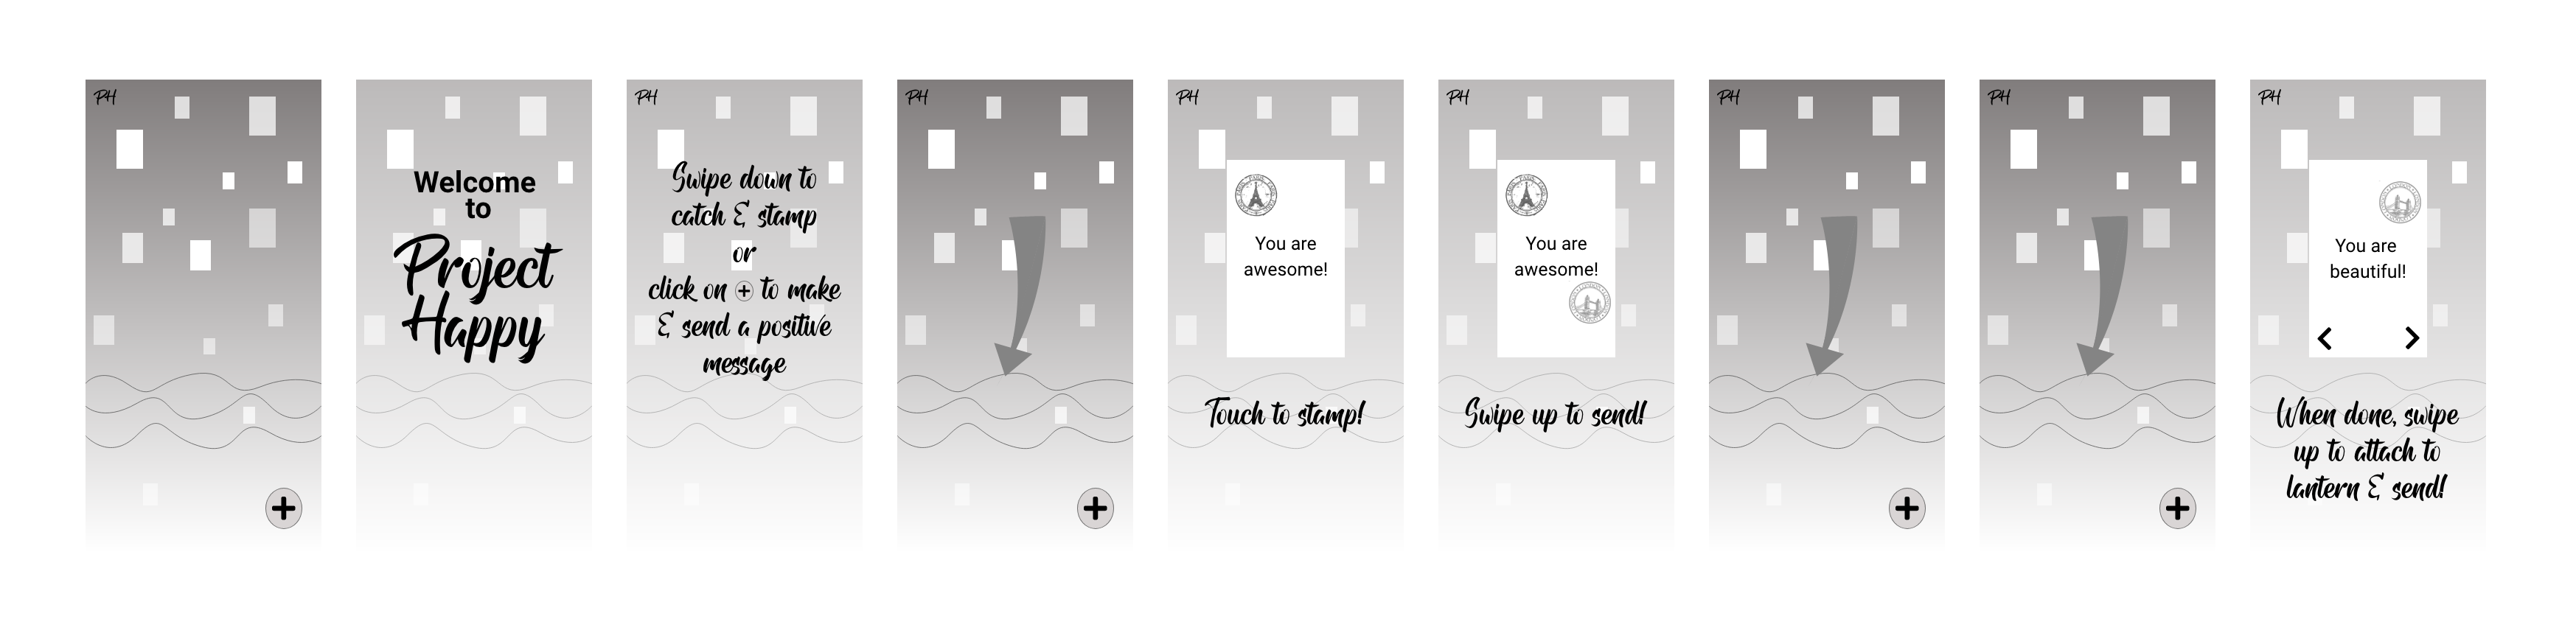 PH
Welcome
to
Project
Happy
PH
Swipe down to
catch & stamp
or
click on + to make
& send a positive
message
PH
PH
You are
awesome!
Touch to stamp!
PH
You are
awesome!
Swipe up to send!
PH
PH
PH
You are
beautiful!
When done, swipe
up to attach to
lantern & send!